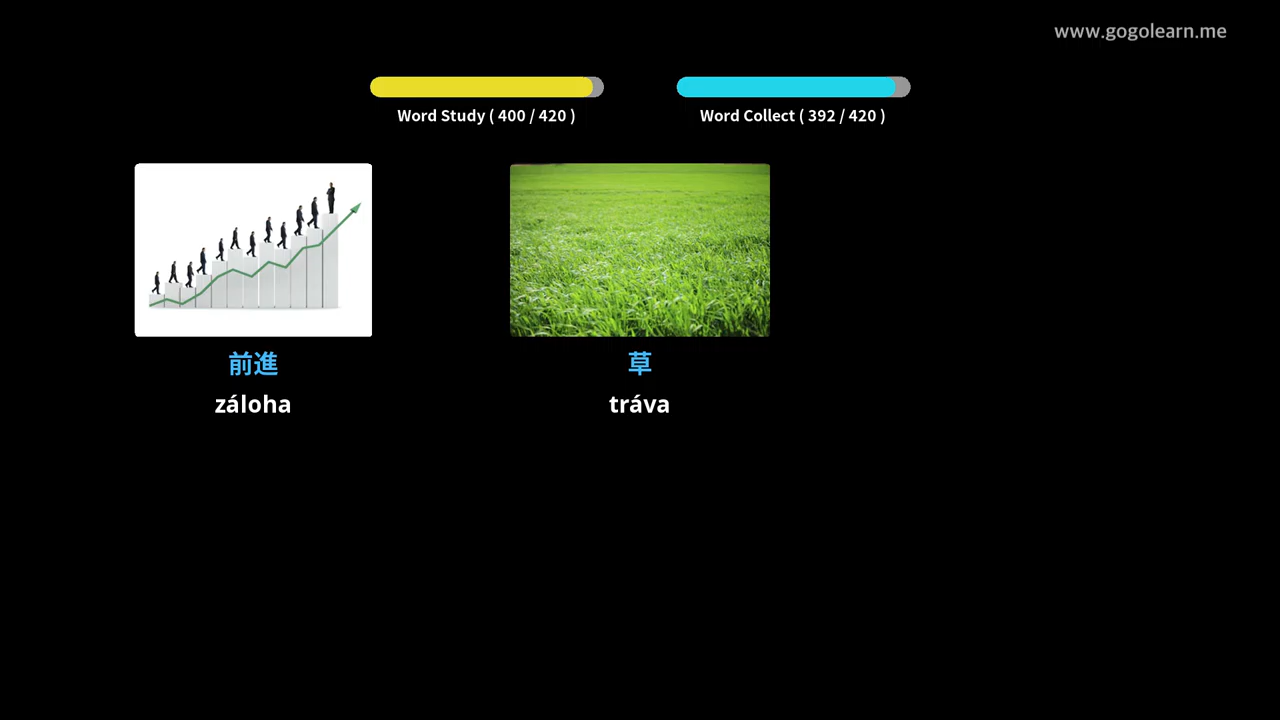 www.gogolearn.me
Word Study ( 400 / 420 )
Word Collect ( 392 / 420 )
前進
草
záloha
tráva